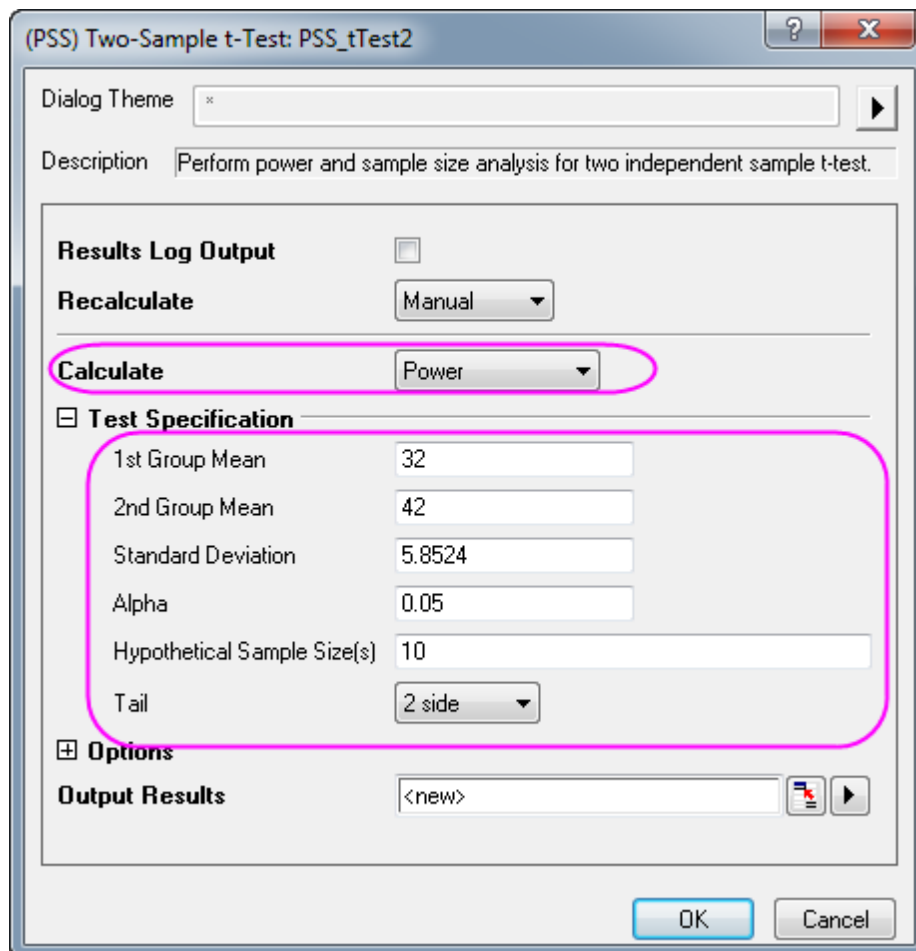 (PSS) Two-Sample t-Test: PSS_tTest2
Dialog Theme *
Description Perform power and sample size analysis for two independent sample t-test.
Results Log Output
Recalculate Manual
Calculate Power
Test Specification
1st Group Mean 32
2nd Group Mean 42
Standard Deviation 5.8524
Alpha 0.05
Hypothetical Sample Size(s) 10
Tail 2 side
Options
Output Results <new>
OK Cancel